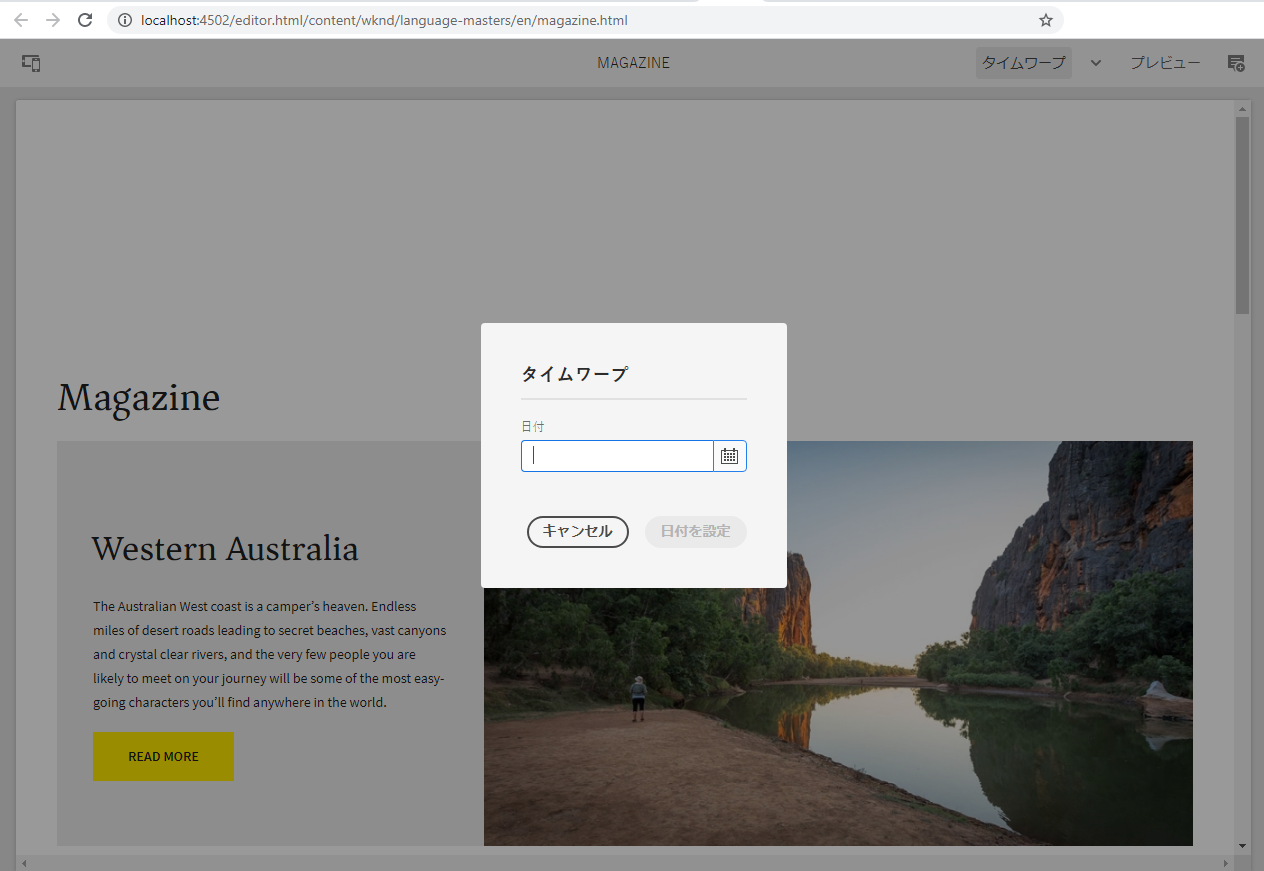 localhost:4502/editor.html/content/wknd/language-masters/en/magazine.html
MAGAZINE
タイムワープ
プレビュー
Magazine
タイムワープ
日付
キャンセル
日付を設定
Western Australia
The Australian West coast is a camper’s heaven. Endless
miles of desert roads leading to secret beaches, vast canyons
and crystal clear rivers, and the very few people you are
likely to meet on your journey will be some of the most easy-
going characters you’ll find anywhere in the world.
READ MORE